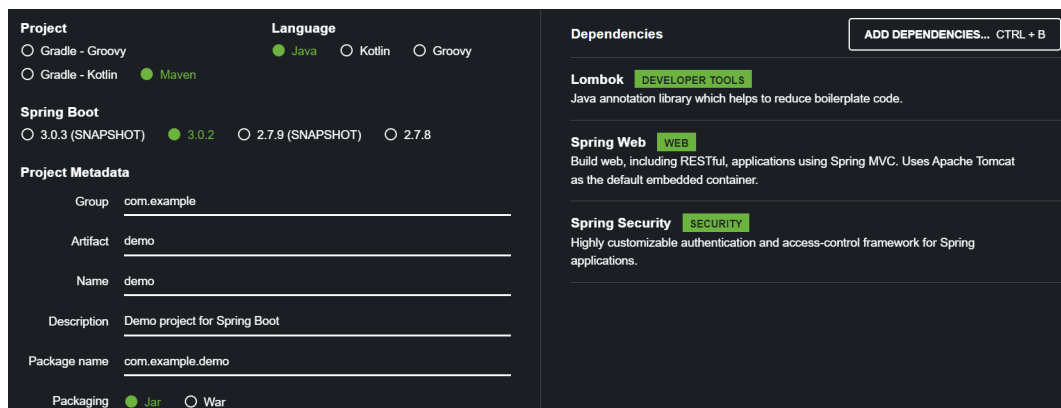 Project
Gradle - Groovy
Gradle - Kotlin Maven
Language
Java Kotlin Groovy
Spring Boot
3.0.3 (SNAPSHOT) 3.0.2 2.7.9 (SNAPSHOT) 2.7.8
Project Metadata
Group com.example
Artifact demo
Name demo
Description Demo project for Spring Boot
Package name com.example.demo
Packaging Jar War
Dependencies ADD DEPENDENCIES... CTRL + B
Lombok DEVELOPER TOOLS
Java annotation library which helps to reduce boilerplate code.
Spring Web WEB
Build web, including RESTful, applications using Spring MVC. Uses Apache Tomcat
as the default embedded container.
Spring Security SECURITY
Highly customizable authentication and access-control framework for Spring
applications.